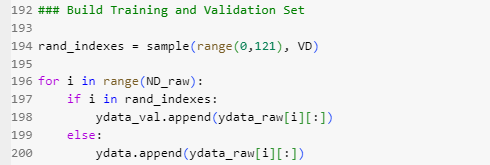 192 ### Build Training and Validation Set
193
194 rand_indexes = sample(range(0,121), VD)
195
196 for i in range(ND_raw):
197     if i in rand_indexes:
198         ydata_val.append(ydata_raw[i][:])
199     else:
200         ydata.append(ydata_raw[i][:])